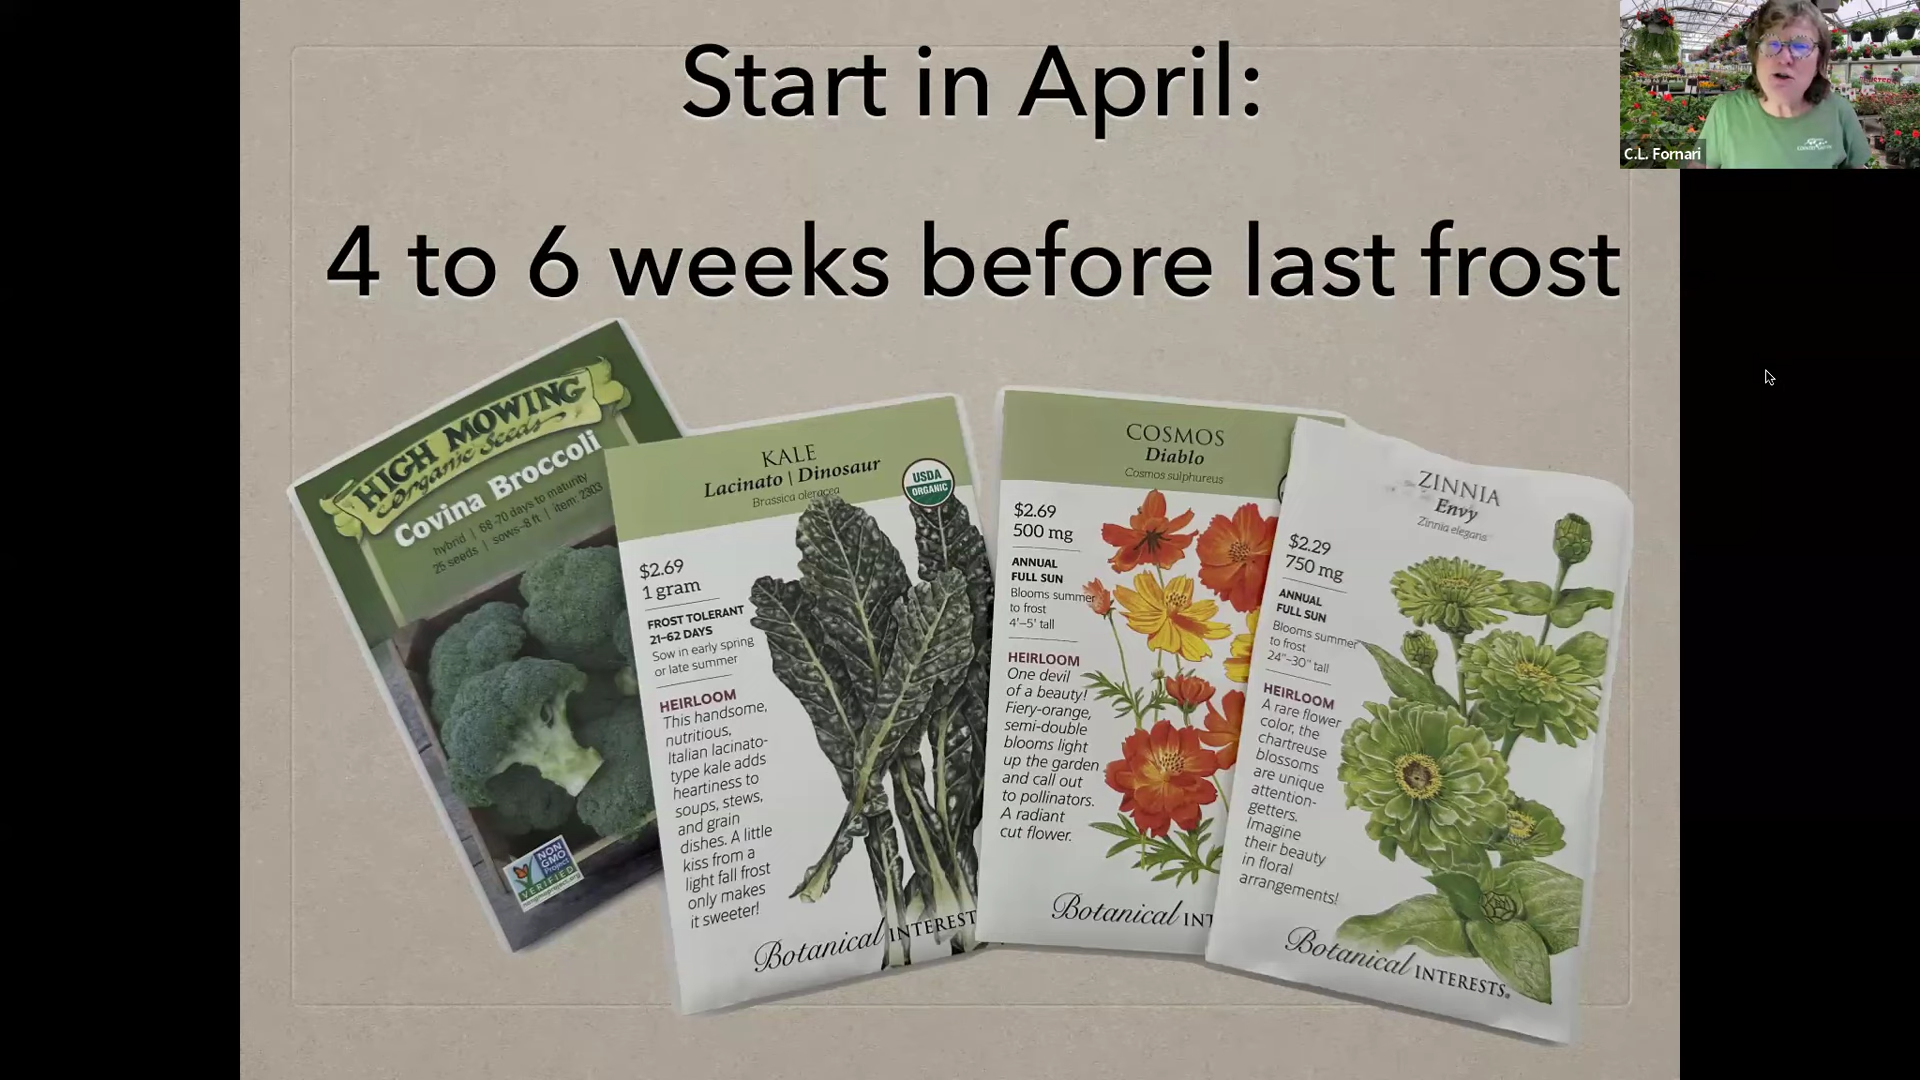 Start in April:
4 to 6 weeks before last frost
C.L. Fornari
HIGH MOWING
Organic Seeds
Covina Broccoli
hybrid | 68-70 days to maturity
25 seeds | sows~8 ft | item 2303
NON
GMO
Project
VERIFIED
nongmoproject.org
KALE
Lacinato | Dinosaur
Brassica oleracea
USDA
ORGANIC
$2.69
1 gram
FROST TOLERANT
21–62 DAYS
Sow in early spring
or late summer
HEIRLOOM
This handsome,
nutritious,
Italian lacinato-
type kale adds
heartiness to
soups, stews,
and grain
dishes. A little
kiss from a
light fall frost
only makes
it sweeter!
Botanical INTEREST
COSMOS
Diablo
Cosmos sulphureus
$2.69
500 mg
ANNUAL
FULL SUN
Blooms summer
to frost
4'–5' tall
HEIRLOOM
One devil
of a beauty!
Fiery-orange,
semi-double
blooms light
up the garden
and call out
to pollinators.
A radiant
cut flower.
Botanical INT
ZINNIA
Envy
Zinnia elegans
$2.29
750 mg
ANNUAL
FULL SUN
Blooms summer
to frost
24"–30" tall
HEIRLOOM
A rare flower
color, the
chartreuse
blossoms
are unique
attention-
getters.
Imagine
their beauty
in floral
arrangements!
Botanical INTERESTS®